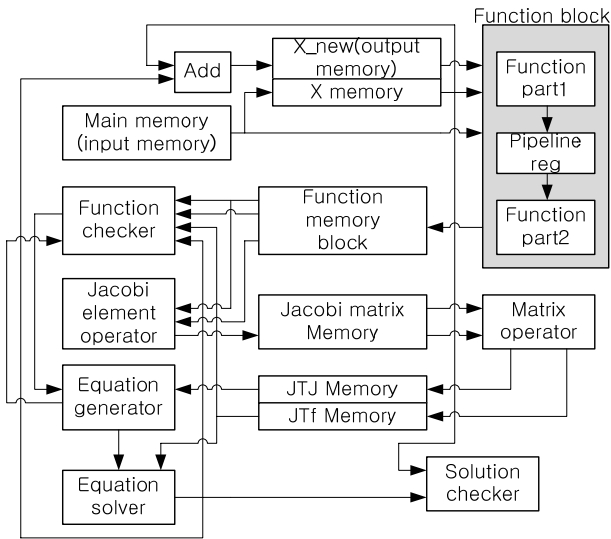 Function block
X_new(output
memory)
Add
X memory
Function
part1
Main memory
(input memory)
Pipeline
reg
Function
checker
Function
memory
block
Function
part2
Jacobi
element
operator
Jacobi matrix
Memory
Matrix
operator
Equation
generator
JTJ Memory
JTf Memory
Equation
solver
Solution
checker